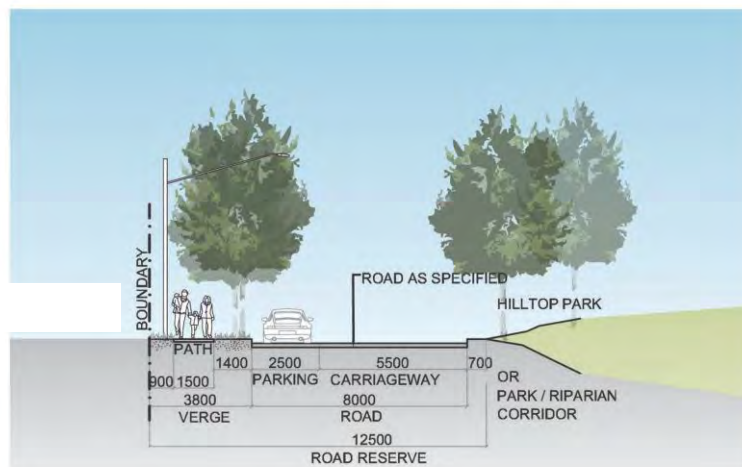 BOUNDARY
ROAD AS SPECIFIED
HILLTOP PARK
PATH
1400 2500 5500 700
900 1500 PARKING CARRIAGEWAY OR
3800 8000 PARK / RIPARIAN
VERGE ROAD CORRIDOR
12500
ROAD RESERVE